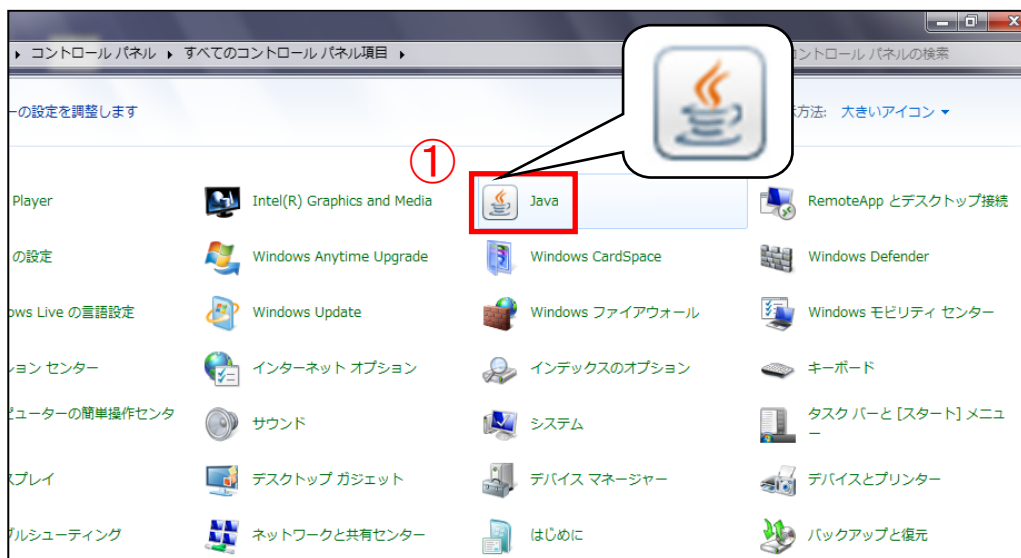 コントロール パネル ▸ すべてのコントロール パネル項目 ▸
コントロール パネルの検索
ーの設定を調整します
方法: 大きいアイコン
①
Player
Intel(R) Graphics and Media
Java
RemoteApp とデスクトップ接続
の設定
Windows Anytime Upgrade
Windows CardSpace
Windows Defender
ows Live の言語設定
Windows Update
Windows ファイアウォール
Windows モビリティ センター
ション センター
インターネット オプション
インデックスのオプション
キーボード
ピューターの簡単操作センタ
サウンド
システム
タスク バーと [スタート] メニュ
ー
スプレイ
デスクトップ ガジェット
デバイス マネージャー
デバイスとプリンター
ブルシューティング
ネットワークと共有センター
はじめに
バックアップと復元